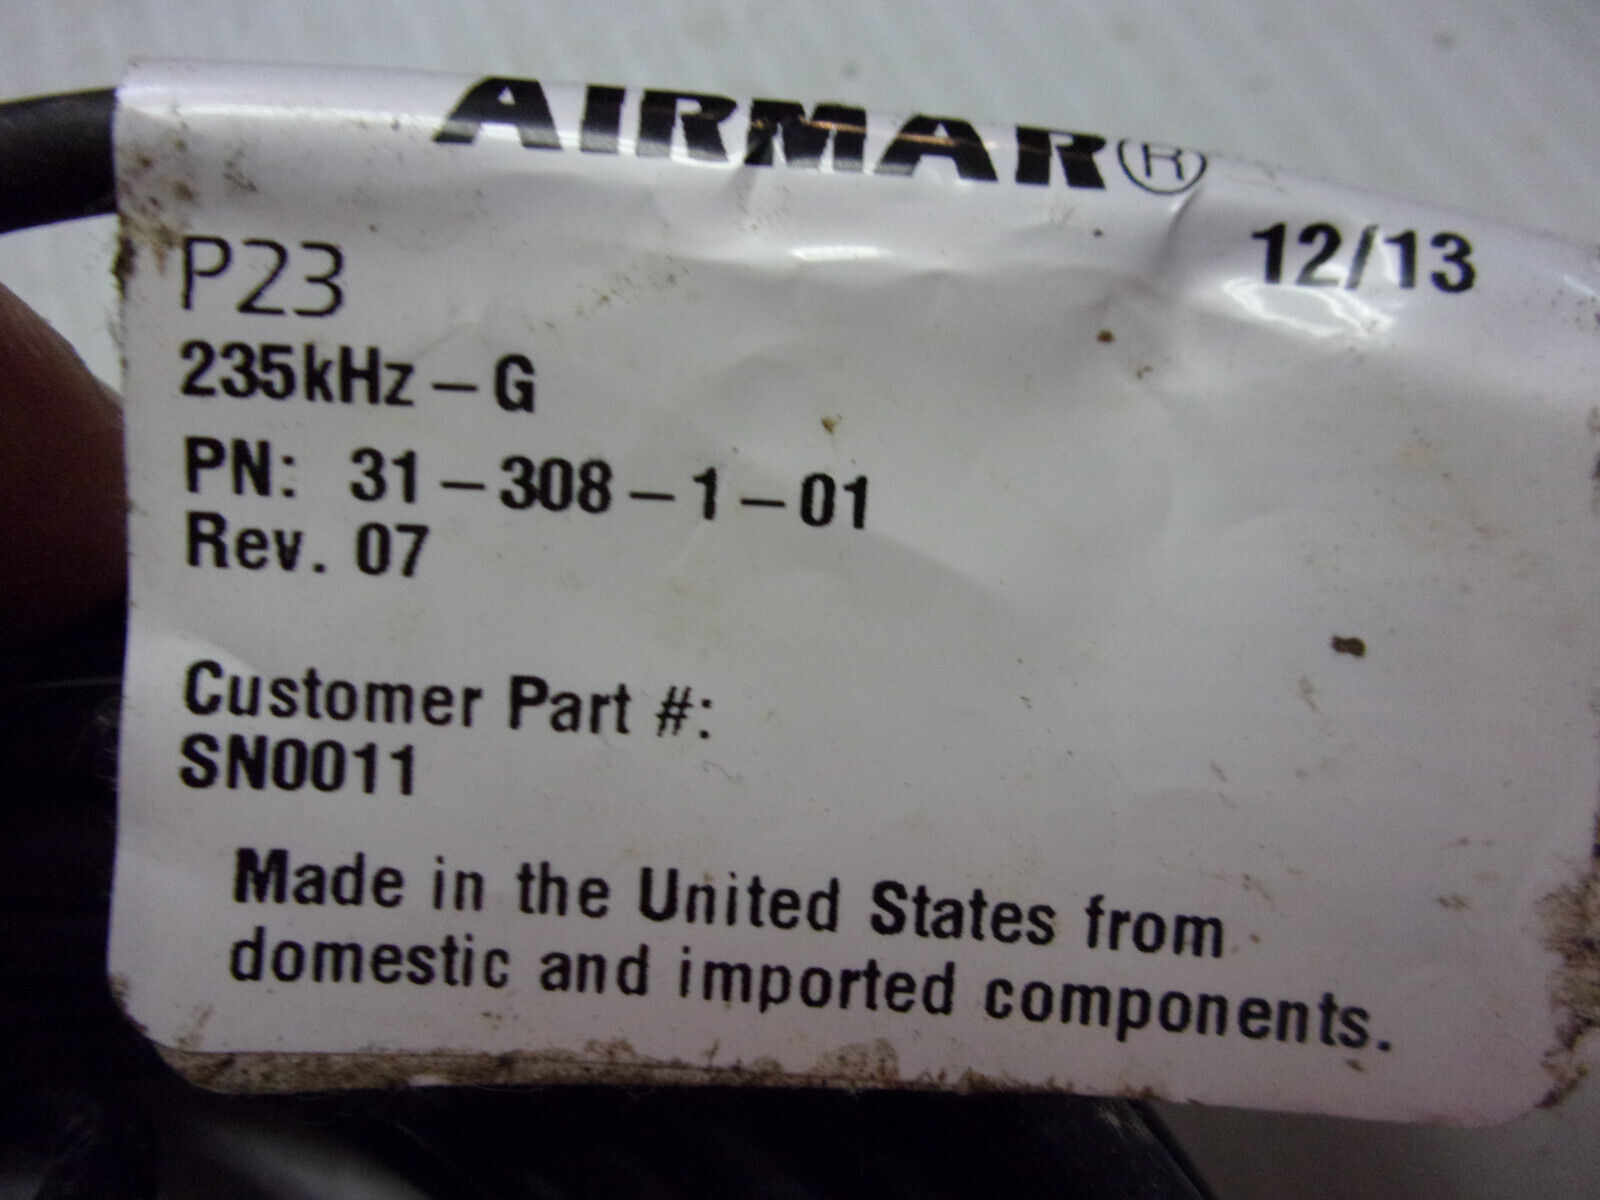 AIRMAR®
12/13
P23
235kHz – G
PN: 31 – 308 – 1 – 01
Rev. 07
Customer Part #:
SN0011
Made in the United States from
domestic and imported components.